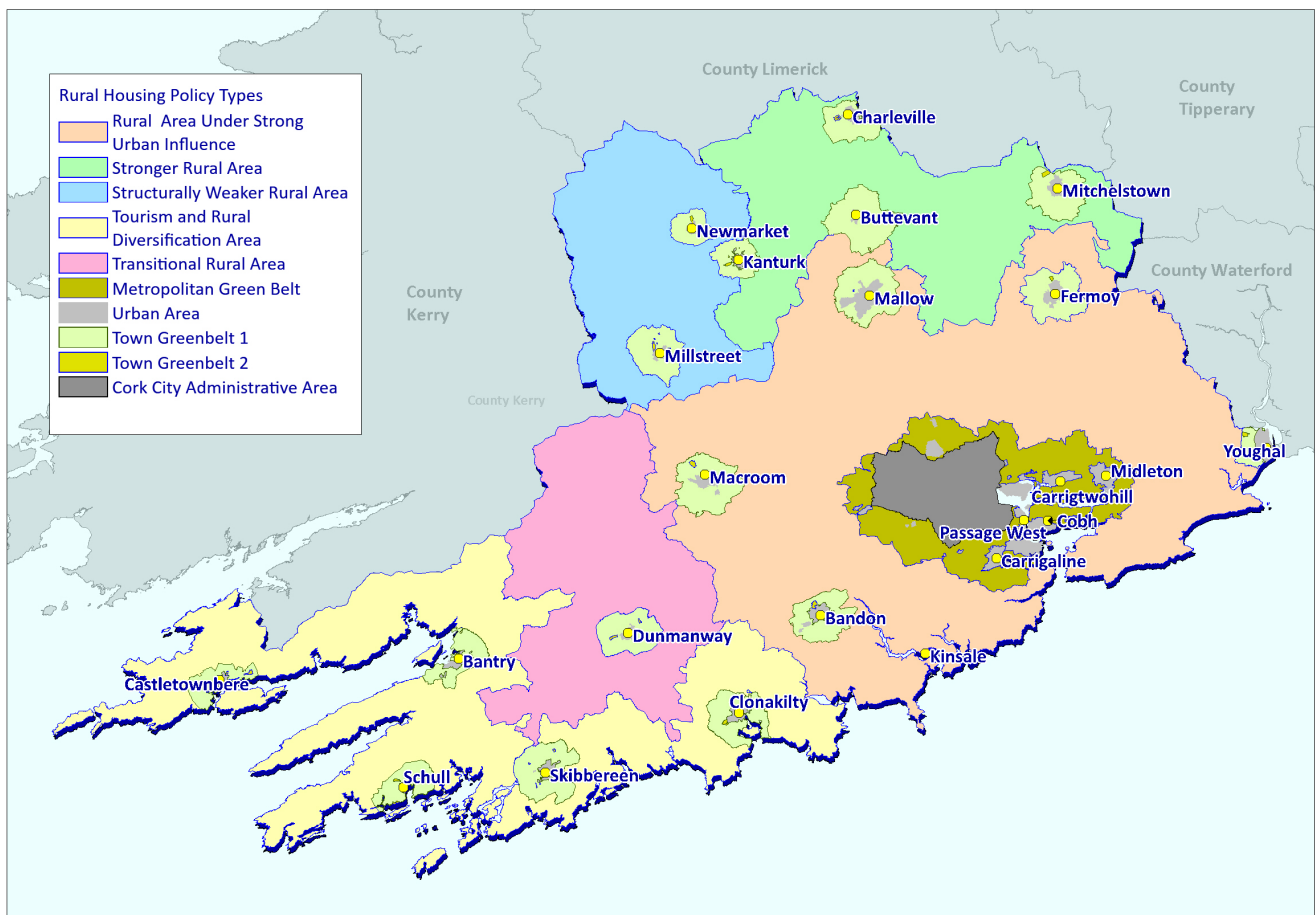 County Limerick
County
Tipperary
Rural Housing Policy Types
Rural Area Under Strong
Urban Influence
Stronger Rural Area
Structurally Weaker Rural Area
Tourism and Rural
Diversification Area
Transitional Rural Area
Metropolitan Green Belt
Urban Area
Town Greenbelt 1
Town Greenbelt 2
Cork City Administrative Area
Charleville
Mitchelstown
Buttevant
Newmarket
Kanturk
County Waterford
County
Kerry
Mallow
Fermoy
Millstreet
County Kerry
Youghal
Midleton
Macroom
Carrigtwohill
Passage West
Cobh
Carrigaline
Bandon
Dunmanway
Kinsale
Bantry
Castletownbere
Clonakilty
Schull
Skibbereen